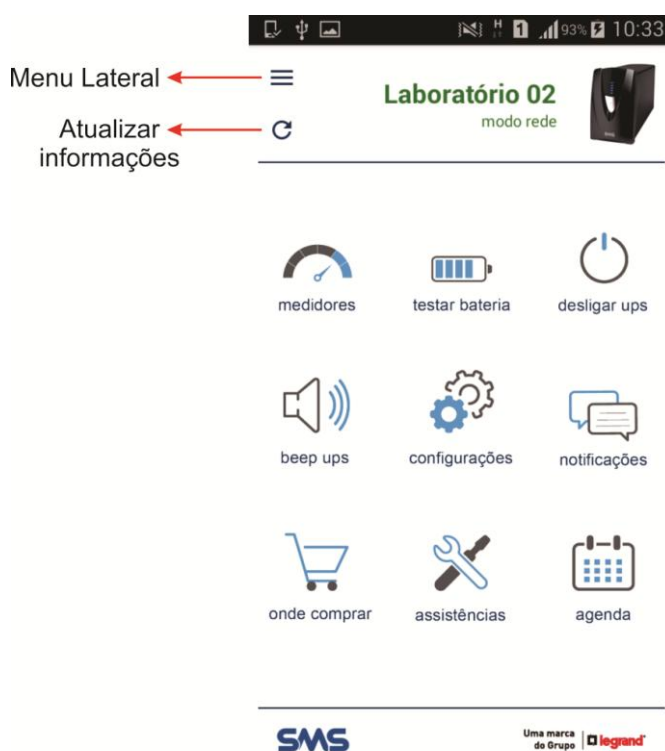 93% 10:33
Menu Lateral
Laboratório 02
modo rede
Atualizar
informações
medidores testar bateria desligar ups
beep ups configurações notificações
onde comprar assistências agenda
SMS Uma marca
do Grupo legrand